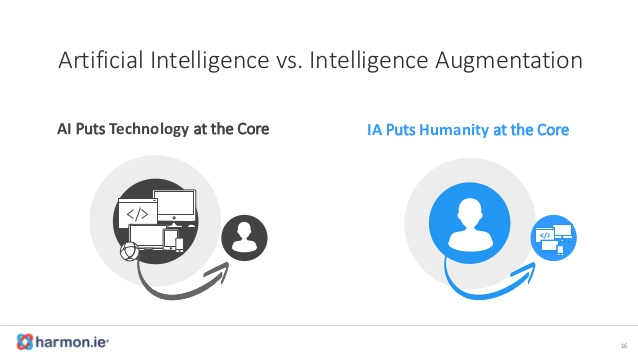 Artificial Intelligence vs. Intelligence Augmentation
AI Puts Technology at the Core
IA Puts Humanity at the Core
</>
</>
harmon.ie®
16